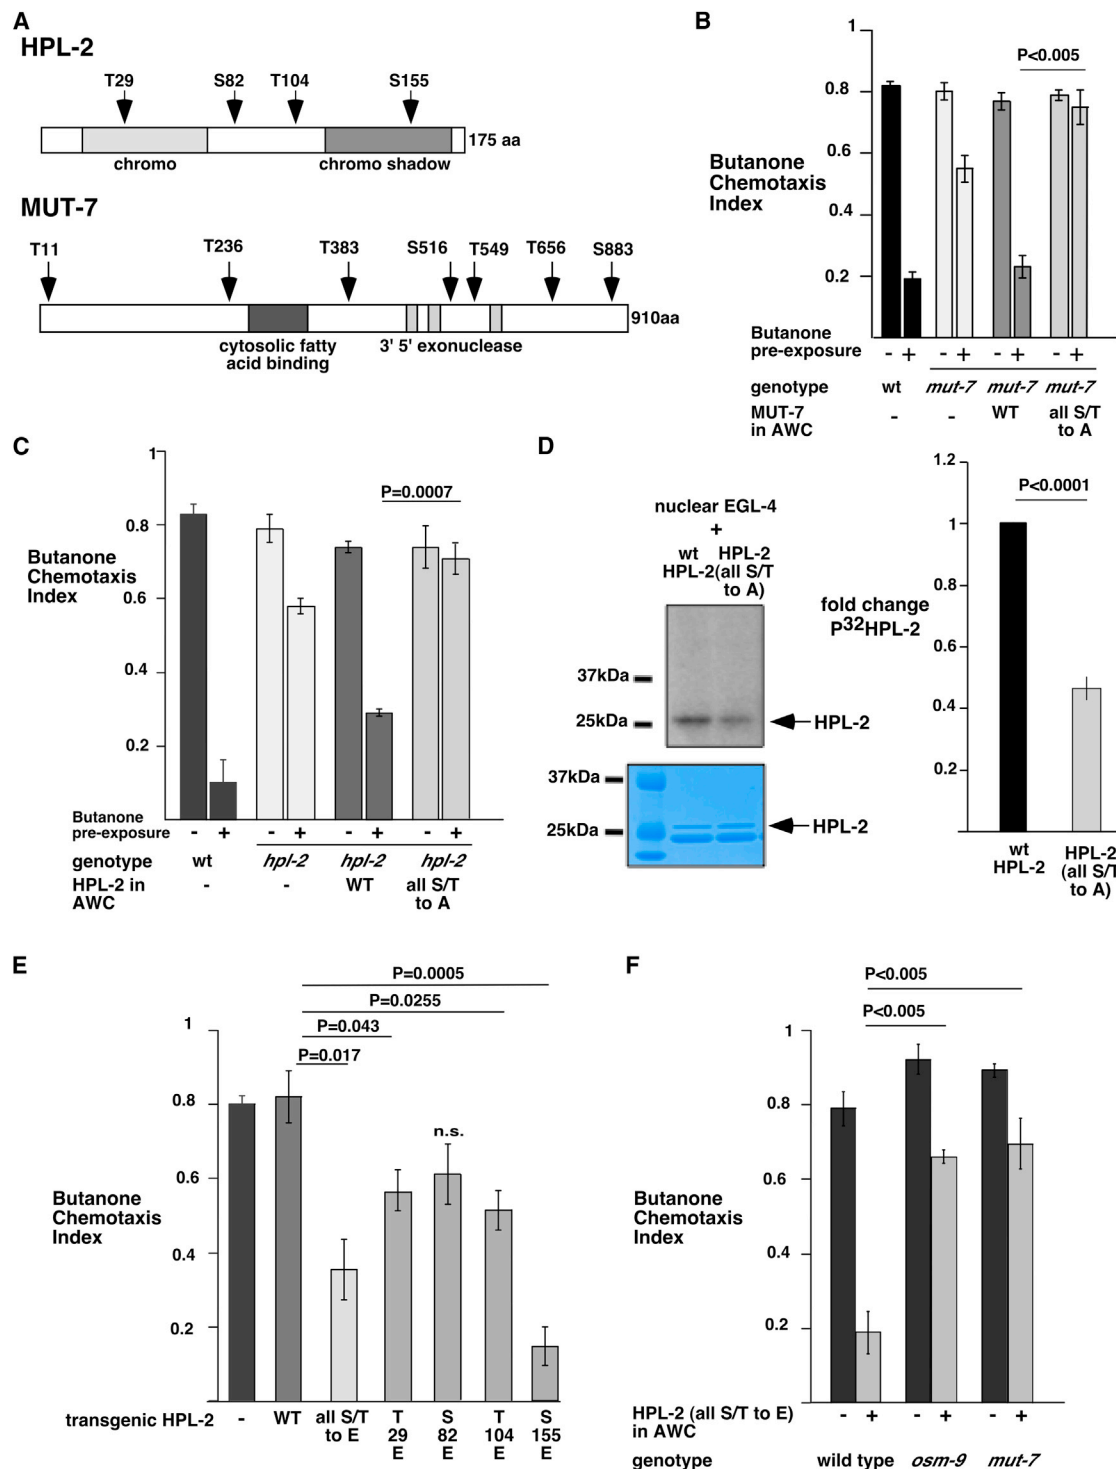 A
HPL-2
T29 S82 T104 S155
175 aa
chromo chromo shadow
MUT-7
T11 T236 T383 S516 T549 T656 S883
910aa
cytosolic fatty
acid binding
3' 5' exonuclease
B
1
P<0.005
0.8
0.6
Butanone
Chemotaxis
Index
0.4
0.2
Butanone
pre-exposure - + - + - + - +
genotype wt mut-7 mut-7 mut-7
MUT-7
in AWC
- - WT all S/T
to A
C
1
P=0.0007
0.8
Butanone
Chemotaxis
Index
0.6
0.4
0.2
Butanone
pre-exposure - + - + - + - +
genotype wt hpl-2 hpl-2 hpl-2
HPL-2 in
AWC
- - WT all S/T
to A
D
nuclear EGL-4
+
wt HPL-2
HPL-2(all S/T
to A)
37kDa
25kDa
HPL-2
37kDa
25kDa
HPL-2
1.2
P<0.0001
1
0.8
fold change
P32HPL-2
0.6
0.4
0.2
wt
HPL-2
HPL-2
(all S/T
to A)
E
P=0.0005
P=0.0255
P=0.043
P=0.017
1
0.8
n.s.
0.6
Butanone
Chemotaxis
Index
0.4
0.2
transgenic HPL-2 - WT all S/T
to E
T
29
E
S
82
E
T
104
E
S
155
E
F
P<0.005
P<0.005
1
0.8
0.6
Butanone
Chemotaxis
Index
0.4
0.2
HPL-2 (all S/T to E)
in AWC
- + - + - +
genotype wild type osm-9 mut-7